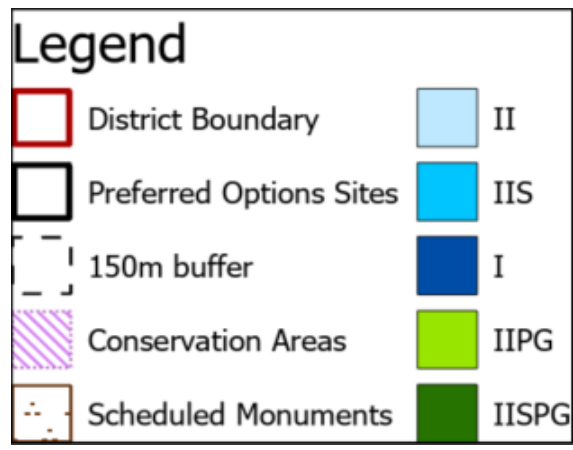 Legend
District Boundary
Preferred Options Sites
150m buffer
Conservation Areas
Scheduled Monuments
II
IIS
I
IIPG
IISPG